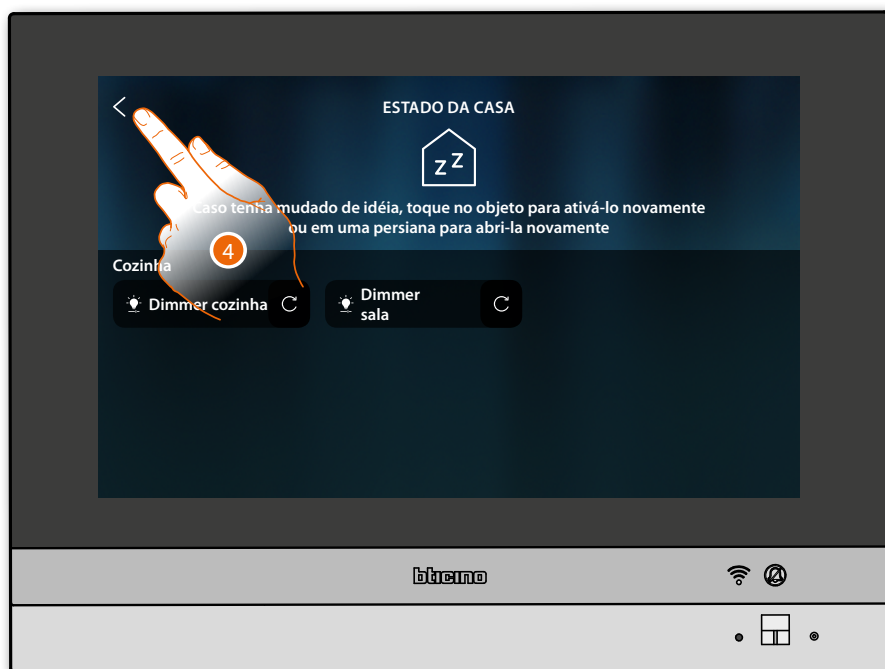 ESTADO DA CASA
z z
Caso tenha mudado de idéia, toque no objeto para ativá-lo novamente
ou em uma persiana para abri-la novamente
4
Cozinha
Dimmer cozinha
Dimmer
sala
bticino